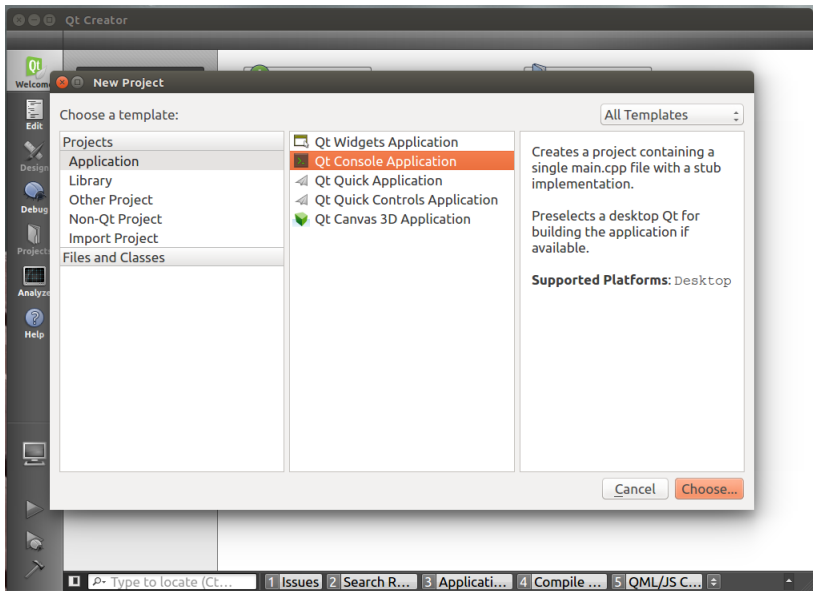 Qt Creator
Welcome
Edit
Design
Debug
Projects
Analyze
Help
New Project
Choose a template:
All Templates
Projects
Application
Library
Other Project
Non-Qt Project
Import Project
Files and Classes
Qt Widgets Application
Qt Console Application
Qt Quick Application
Qt Quick Controls Application
Qt Canvas 3D Application
Creates a project containing a
single main.cpp file with a stub
implementation.
Preselects a desktop Qt for
building the application if
available.
Supported Platforms: Desktop
Cancel
Choose...
Type to locate (Ct...
1 Issues
2 Search R...
3 Applicati...
4 Compile ...
5 QML/JS C...